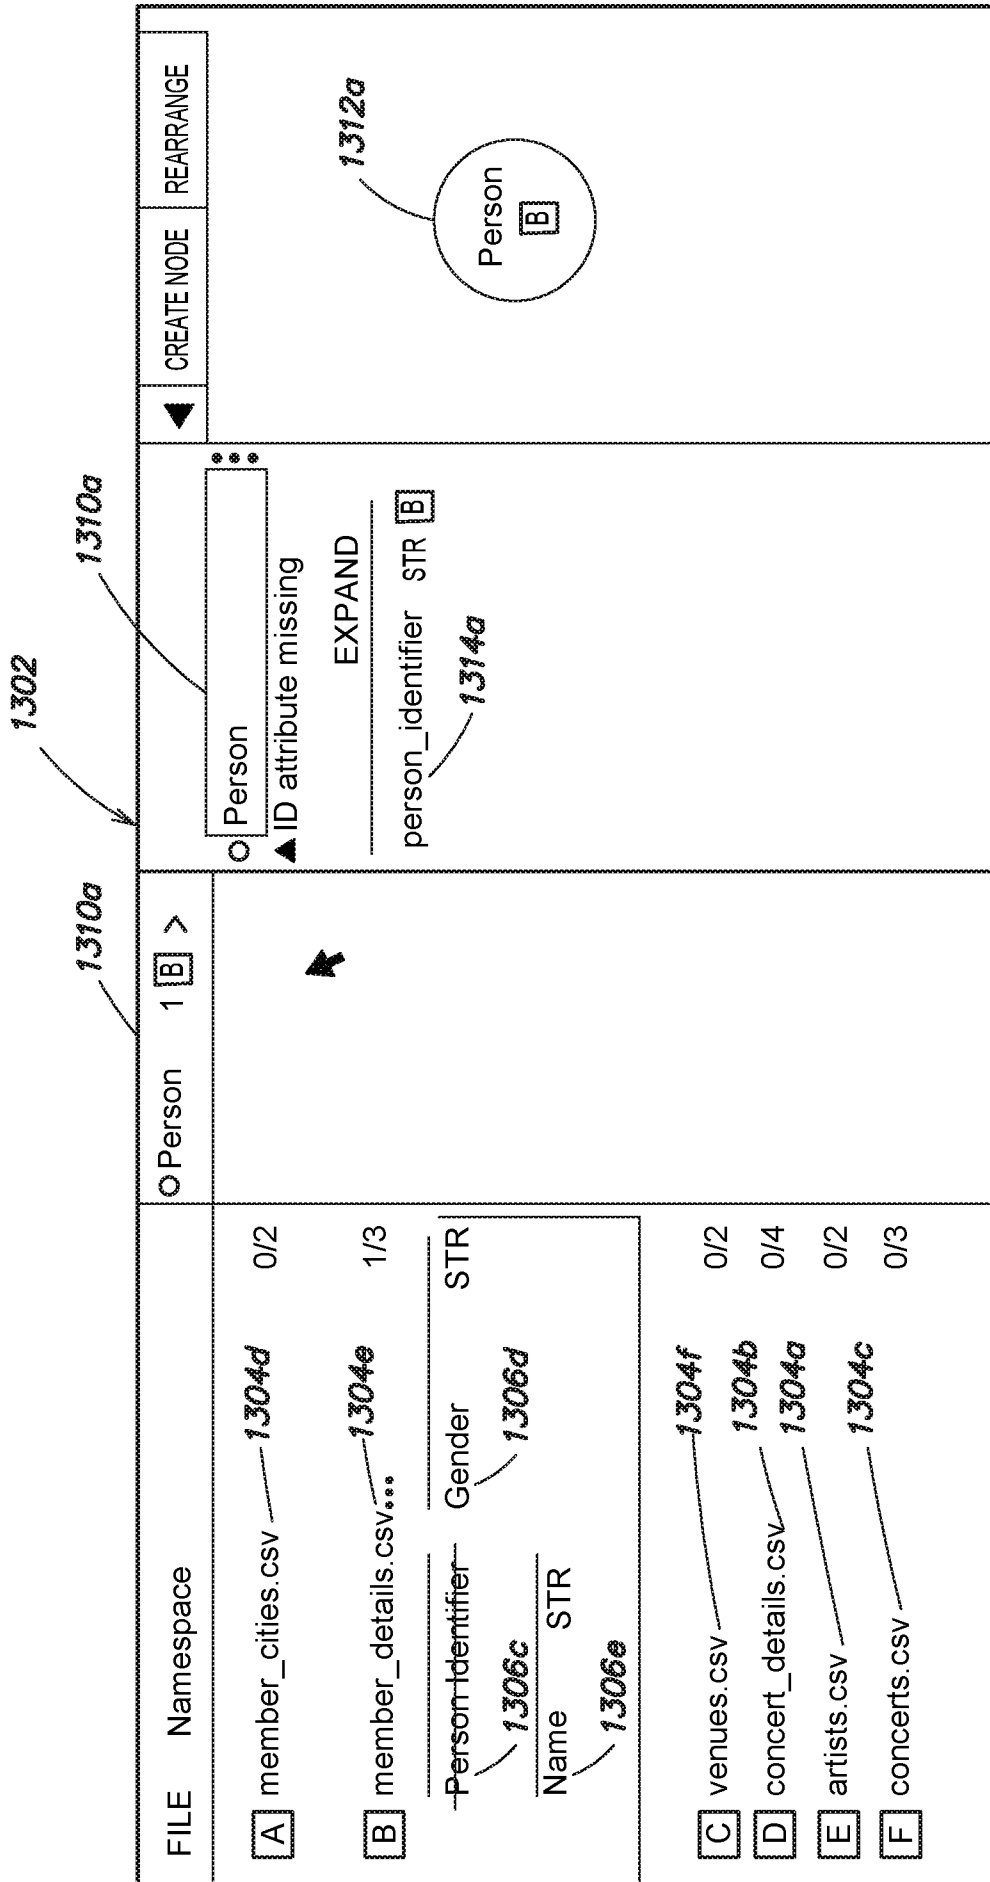 1302
FILE Namespace
A member_cities.csv 1304d 0/2
B member_details.csv... 1304e 1/3
Person Identifier
1306c
Gender STR
1306d
Name STR
1306e
C venues.csv 1304f 0/2
D concert_details.csv 1304b 0/4
E artists.csv 1304a 0/2
F concerts.csv 1304c 0/3
1310a
Person 1 B >
1310a
Person
ID attribute missing
EXPAND
person_identifier STR B
1314a
CREATE NODE REARRANGE
1312a
Person
B